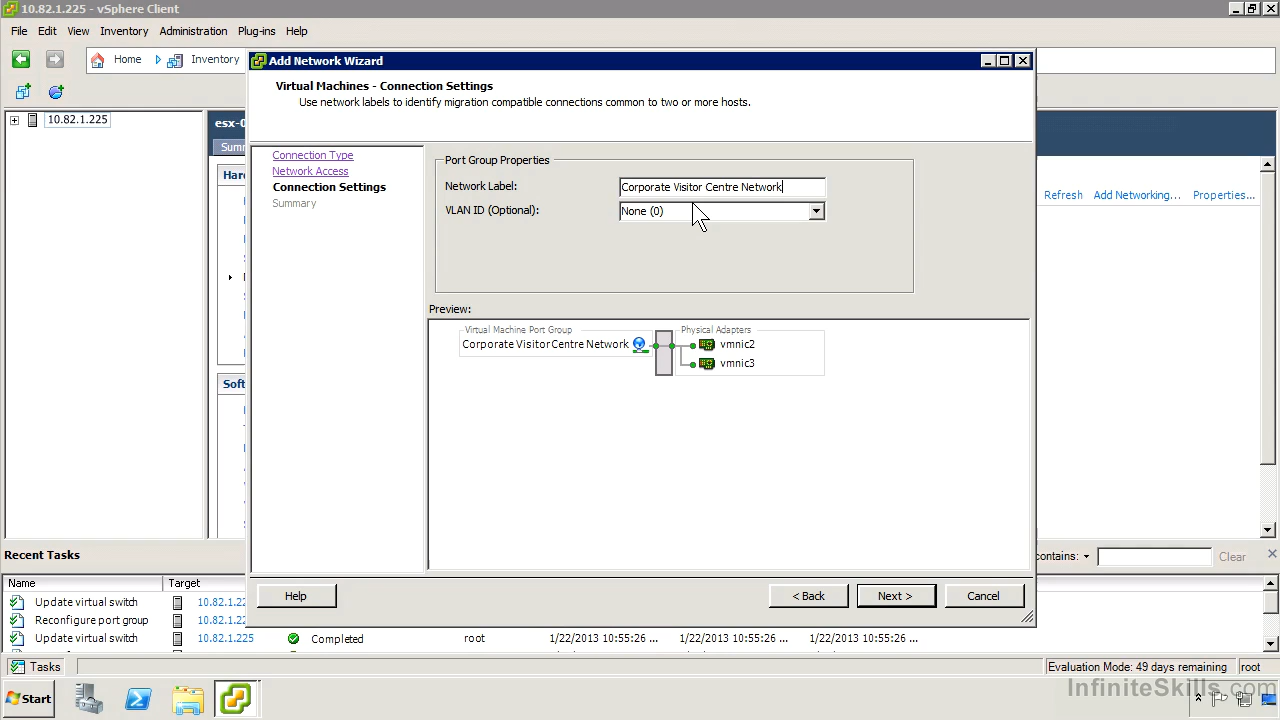 10.82.1.225 - vSphere Client
File Edit View Inventory Administration Plug-ins Help
Home Inventory
Add Network Wizard
Virtual Machines - Connection Settings
Use network labels to identify migration compatible connections common to two or more hosts.
10.82.1.225
Connection Type
Network Access
Connection Settings
Summary
Port Group Properties
Network Label: Corporate Visitor Centre Network
VLAN ID (Optional): None (0)
Refresh Add Networking... Properties...
Preview:
Virtual Machine Port Group
Corporate Visitor Centre Network
Physical Adapters
vmnic2
vmnic3
Help < Back Next > Cancel
Recent Tasks
contains: Clear
Name Target
Update virtual switch
Reconfigure port group
Update virtual switch 10.82.1.225 Completed root 1/22/2013 10:55:26 ... 1/22/2013 10:55:26 ... 1/22/2013 10:55:26 ...
Tasks Evaluation Mode: 49 days remaining root
Start
InfiniteSkills.com